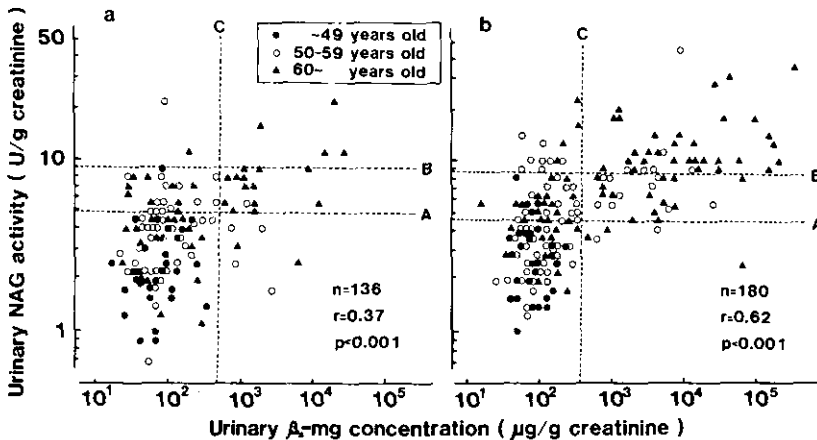 a
b
C
C
50
10
1
● ~49 years old
○ 50-59 years old
▲ 60~ years old
B
A
B
A
n=136
r=0.37
p<0.001
n=180
r=0.62
p<0.001
10¹ 10² 10³ 10⁴ 10⁵
10¹ 10² 10³ 10⁴ 10⁵
Urinary NAG activity ( U/g creatinine )
Urinary β₂-mg concentration ( μg/g creatinine )